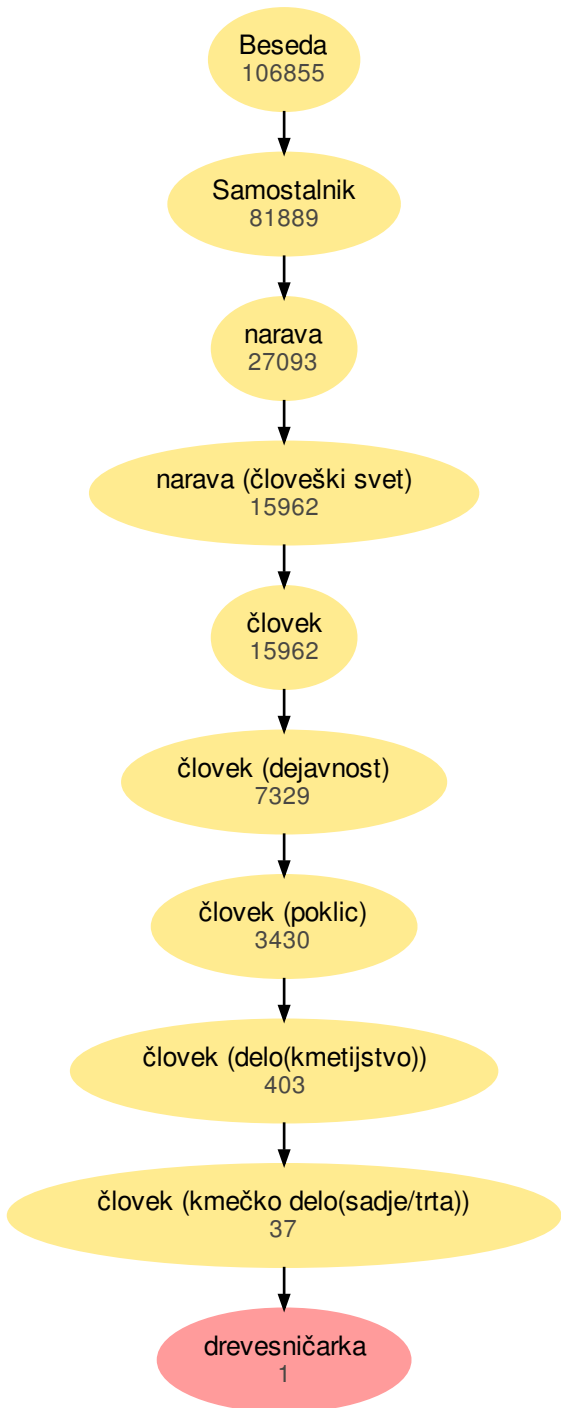 Beseda
106855
Samostalnik
81889
narava
27093
narava (človeški svet)
15962
človek
15962
človek (dejavnost)
7329
človek (poklic)
3430
človek (delo(kmetijstvo))
403
človek (kmečko delo(sadje/trta))
37
drevesničarka
1